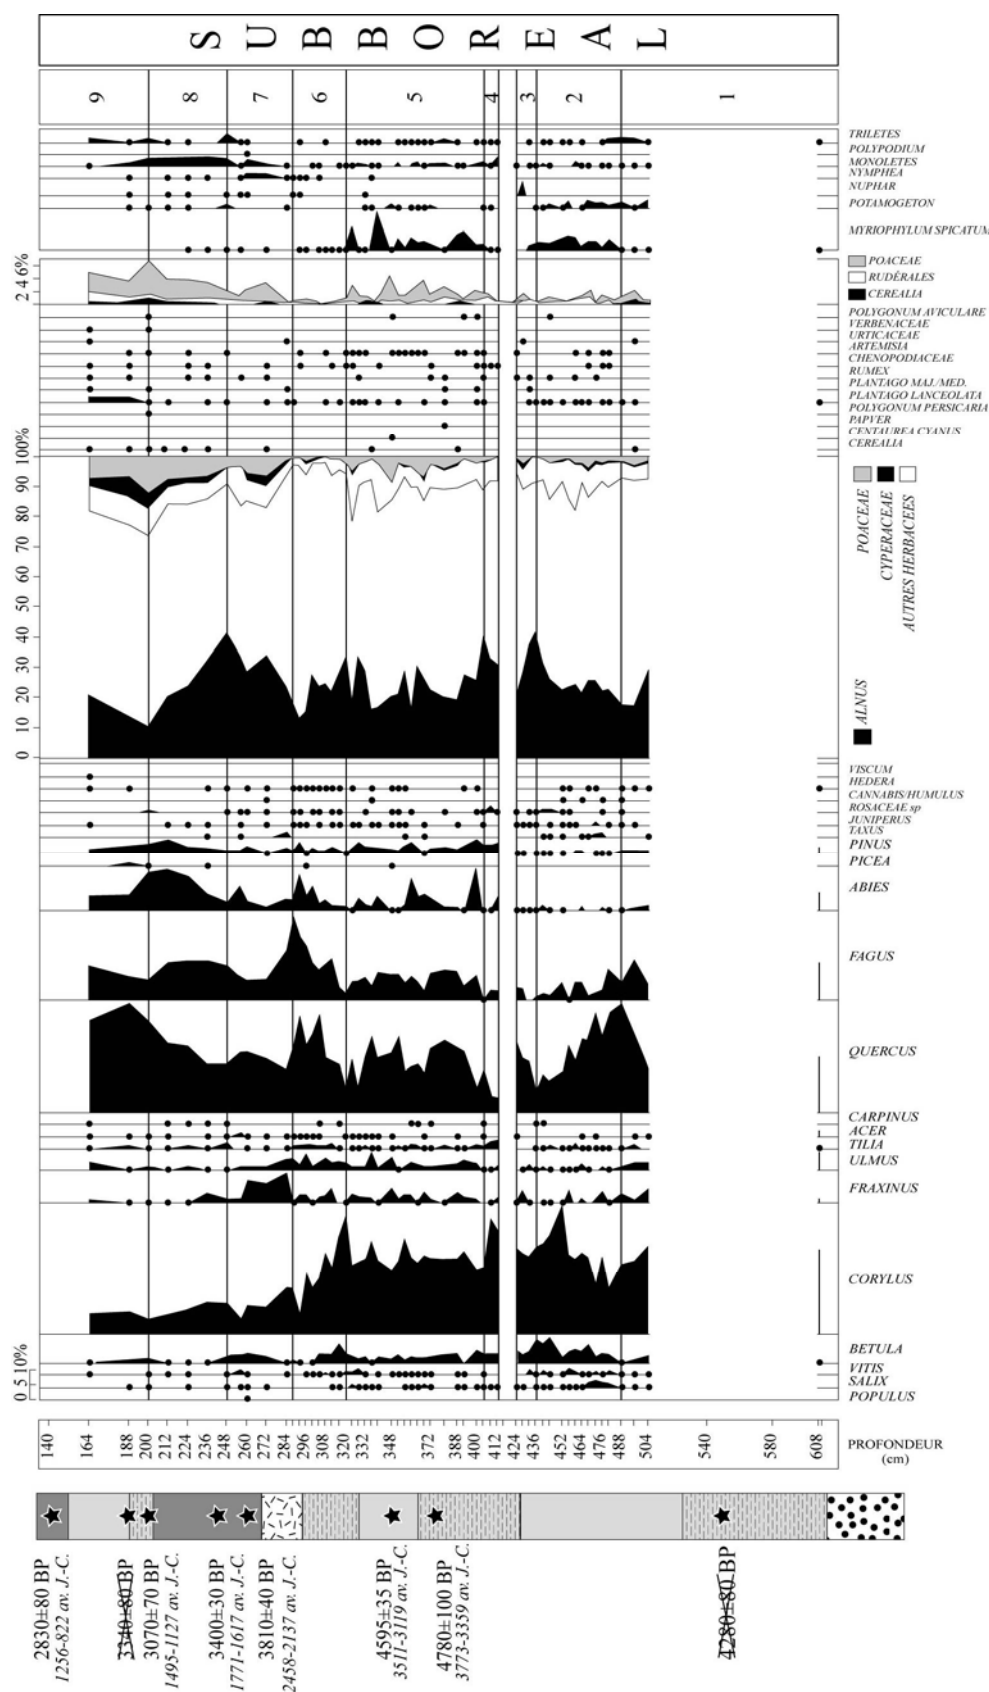 SUBBOREAL
9
8
7
6
5
4
3
2
1
TRILETES
POLYPODIUM
MONOLETES
NYMPHEA
NUPHAR
POTAMOGETON
MYRIOPHYLUM SPICATUM
2 4 6%
POACEAE
RUDÉRALES
CEREALIA
POLYGONUM AVICULARE
VERBENACEAE
URTICACEAE
ARTEMISIA
CHENOPODIACEAE
RUMEX
PLANTAGO MAJ./MED.
PLANTAGO LANCEOLATA
POLYGONUM PERSICARIA
PAPVER
CENTAUREA CYANUS
CEREALIA
0 10 20 30 40 50 60 70 80 90 100%
POACEAE
CYPERACEAE
AUTRES HERBACEES
ALNUS
VISCUM
HEDERA
CANNABIS/HUMULUS
ROSACEAE sp
JUNIPERUS
TAXUS
PINUS
PICEA
ABIES
FAGUS
QUERCUS
CARPINUS
ACER
TILIA
ULMUS
FRAXINUS
CORYLUS
BETULA
VITIS
SALIX
POPULUS
0 5 10%
140 164 188 200 212 224 236 248 260 272 284 296 308 320 332 348 372 388 400 412 424 436 452 464 476 488 504 540 580 608
PROFONDEUR
(cm)
2830±80 BP
1256-822 av. J.-C.
3340±80 BP
3070±70 BP
1495-1127 av. J.-C.
3400±30 BP
1771-1617 av. J.-C.
3810±40 BP
2458-2137 av. J.-C.
4595±35 BP
3511-3119 av. J.-C.
4780±100 BP
3773-3359 av. J.-C.
4280±80 BP